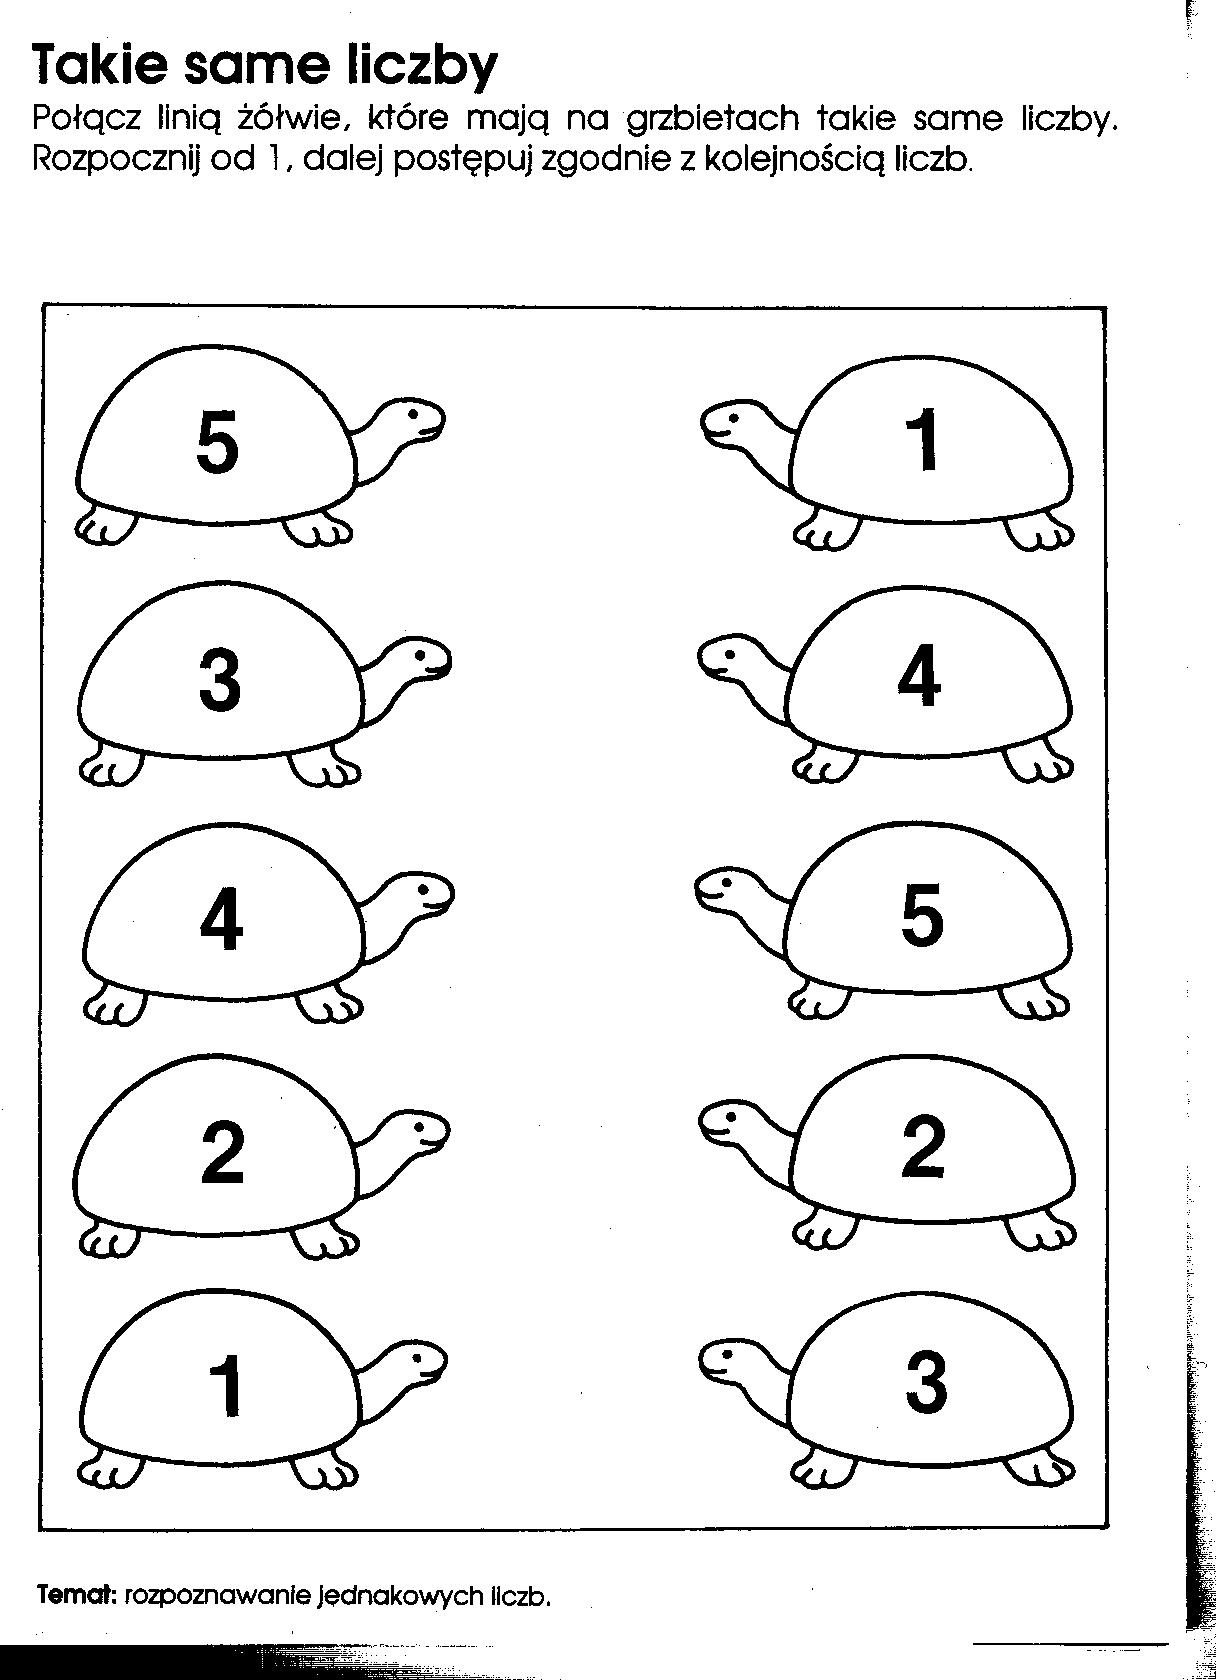 Takie same liczby
Połącz linią żółwie, które mają na grzbietach takie same liczby.
Rozpocznij od 1, dalej postępuj zgodnie z kolejnością liczb.
5
1
3
4
4
5
2
2
1
3
Temat: rozpoznawanie jednakowych liczb.